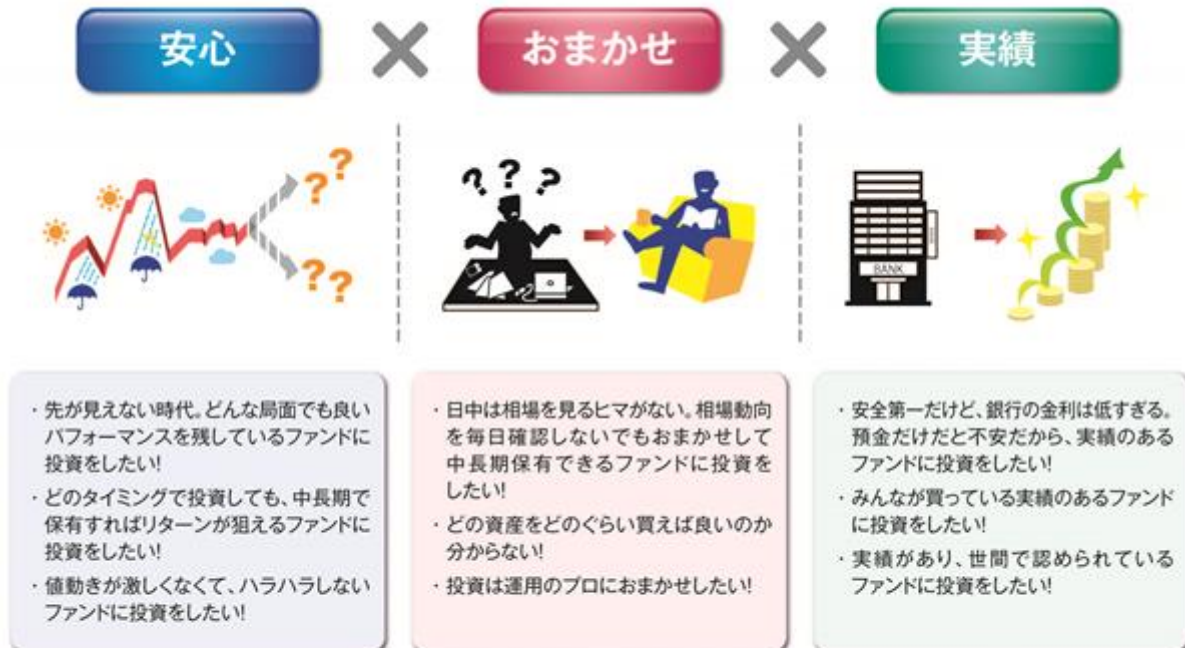 安心 × おまかせ × 実績
? ?
? ?
? ? ?
BANK
・先が見えない時代。どんな局面でも良い
パフォーマンスを残しているファンドに
投資をしたい!
・どのタイミングで投資しても、中長期で
保有すればリターンが狙えるファンドに
投資をしたい!
・値動きが激しくなくて、ハラハラしない
ファンドに投資をしたい!
・日中は相場を見るヒマがない。相場動向
を毎日確認しないでもおまかせして
中長期保有できるファンドに投資を
したい!
・どの資産をどのぐらい買えば良いのか
分からない!
・投資は運用のプロにおまかせしたい!
・安全第一だけど、銀行の金利は低すぎる。
預金だけだと不安だから、実績のある
ファンドに投資をしたい!
・みんなが買っている実績のあるファンド
に投資をしたい!
・実績があり、世間で認められている
ファンドに投資をしたい!